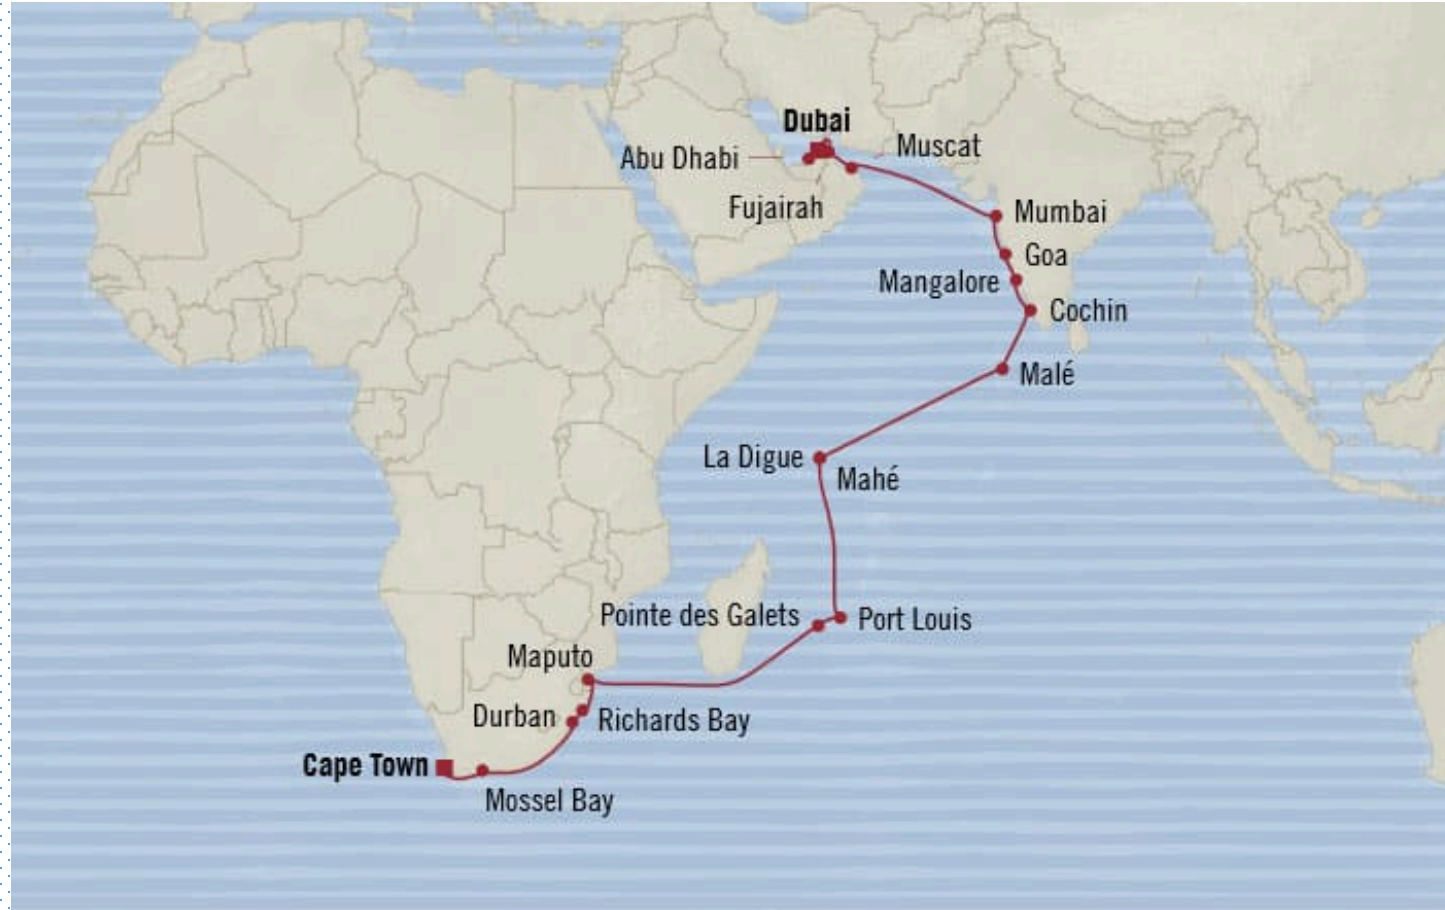 Dubai
Abu Dhabi
Muscat
Fujairah
Mumbai
Goa
Mangalore
Cochin
Malé
La Digue
Mahé
Pointe des Galets
Port Louis
Maputo
Durban
Richards Bay
Cape Town
Mossel Bay